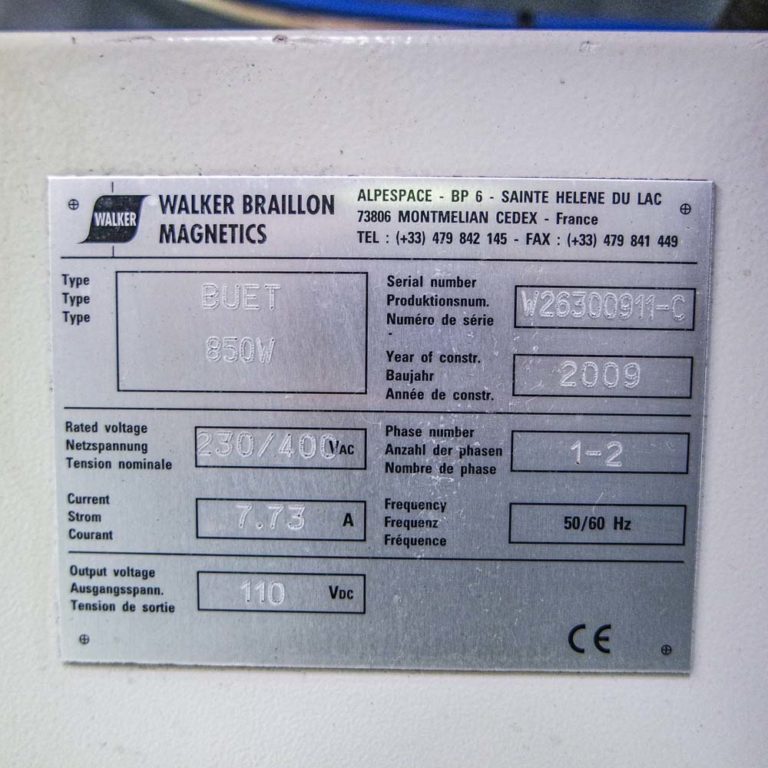 WALKER
WALKER BRAILLON
MAGNETICS
ALPESPACE - BP 6 - SAINTE HELENE DU LAC
73806 MONTMELIAN CEDEX - France
TEL : (+33) 479 842 145 - FAX : (+33) 479 841 449
Type
Type
Type
BUET
850W
Serial number
Produktionsnum.
Numéro de série
W26300911-C
Year of constr.
Baujahr
Année de constr.
2009
Rated voltage
Netzspannung
Tension nominale
230/400 VAC
Phase number
Anzahl der phasen
Nombre de phase
1-2
Current
Strom
Courant
7.73 A
Frequency
Frequenz
Fréquence
50/60 Hz
Output voltage
Ausgangsspann.
Tension de sortie
110 VDC
CE